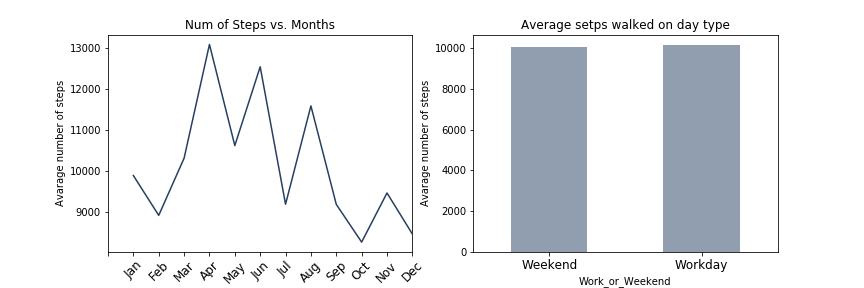 Num of Steps vs. Months
Avarage number of steps
13000
12000
11000
10000
9000
Jan
Feb
Mar
Apr
May
Jun
Jul
Aug
Sep
Oct
Nov
Dec
Average setps walked on day type
Avarage number of steps
10000
8000
6000
4000
2000
0
Weekend
Workday
Work_or_Weekend